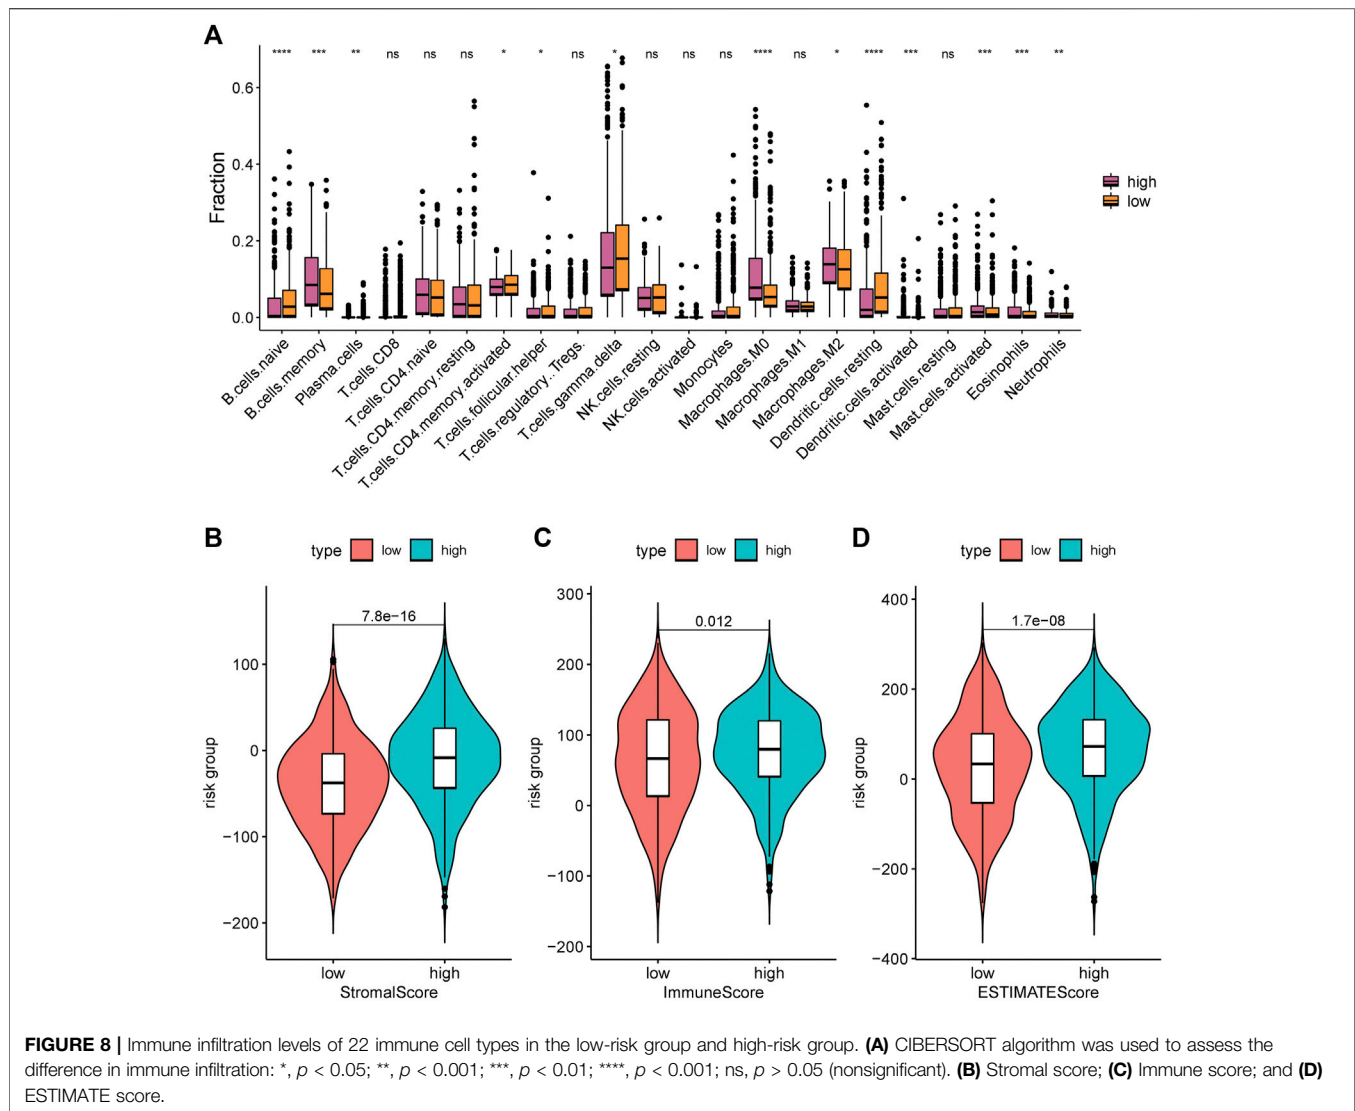 A
**** *** ** ns ns ns * * ns * ns ns ns **** ns * **** *** ns *** *** **
0.6
0.4
0.2
0.0
Fraction
high
low
B.cells.naive
B.cells.memory
Plasma.cells
T.cells.CD8
T.cells.CD4.naive
T.cells.CD4.memory.resting
T.cells.CD4.memory.activated
T.cells.follicular.helper
T.cells.regulatory..Tregs.
T.cells.gamma.delta
NK.cells.resting
NK.cells.activated
Monocytes
Macrophages.M0
Macrophages.M1
Macrophages.M2
Dendritic.cells.resting
Dendritic.cells.activated
Mast.cells.resting
Mast.cells.activated
Eosinophils
Neutrophils
B
type low high
7.8e−16
100
0
−100
−200
risk group
low high
StromalScore
C
type low high
0.012
300
200
100
0
−100
−200
risk group
low high
ImmuneScore
D
type low high
1.7e−08
400
200
0
−200
−400
risk group
low high
ESTIMATEScore
FIGURE 8 | Immune infiltration levels of 22 immune cell types in the low-risk group and high-risk group. (A) CIBERSORT algorithm was used to assess the
difference in immune infiltration: *, p < 0.05; **, p < 0.001; ***, p < 0.01; ****, p < 0.001; ns, p > 0.05 (nonsignificant). (B) Stromal score; (C) Immune score; and (D)
ESTIMATE score.